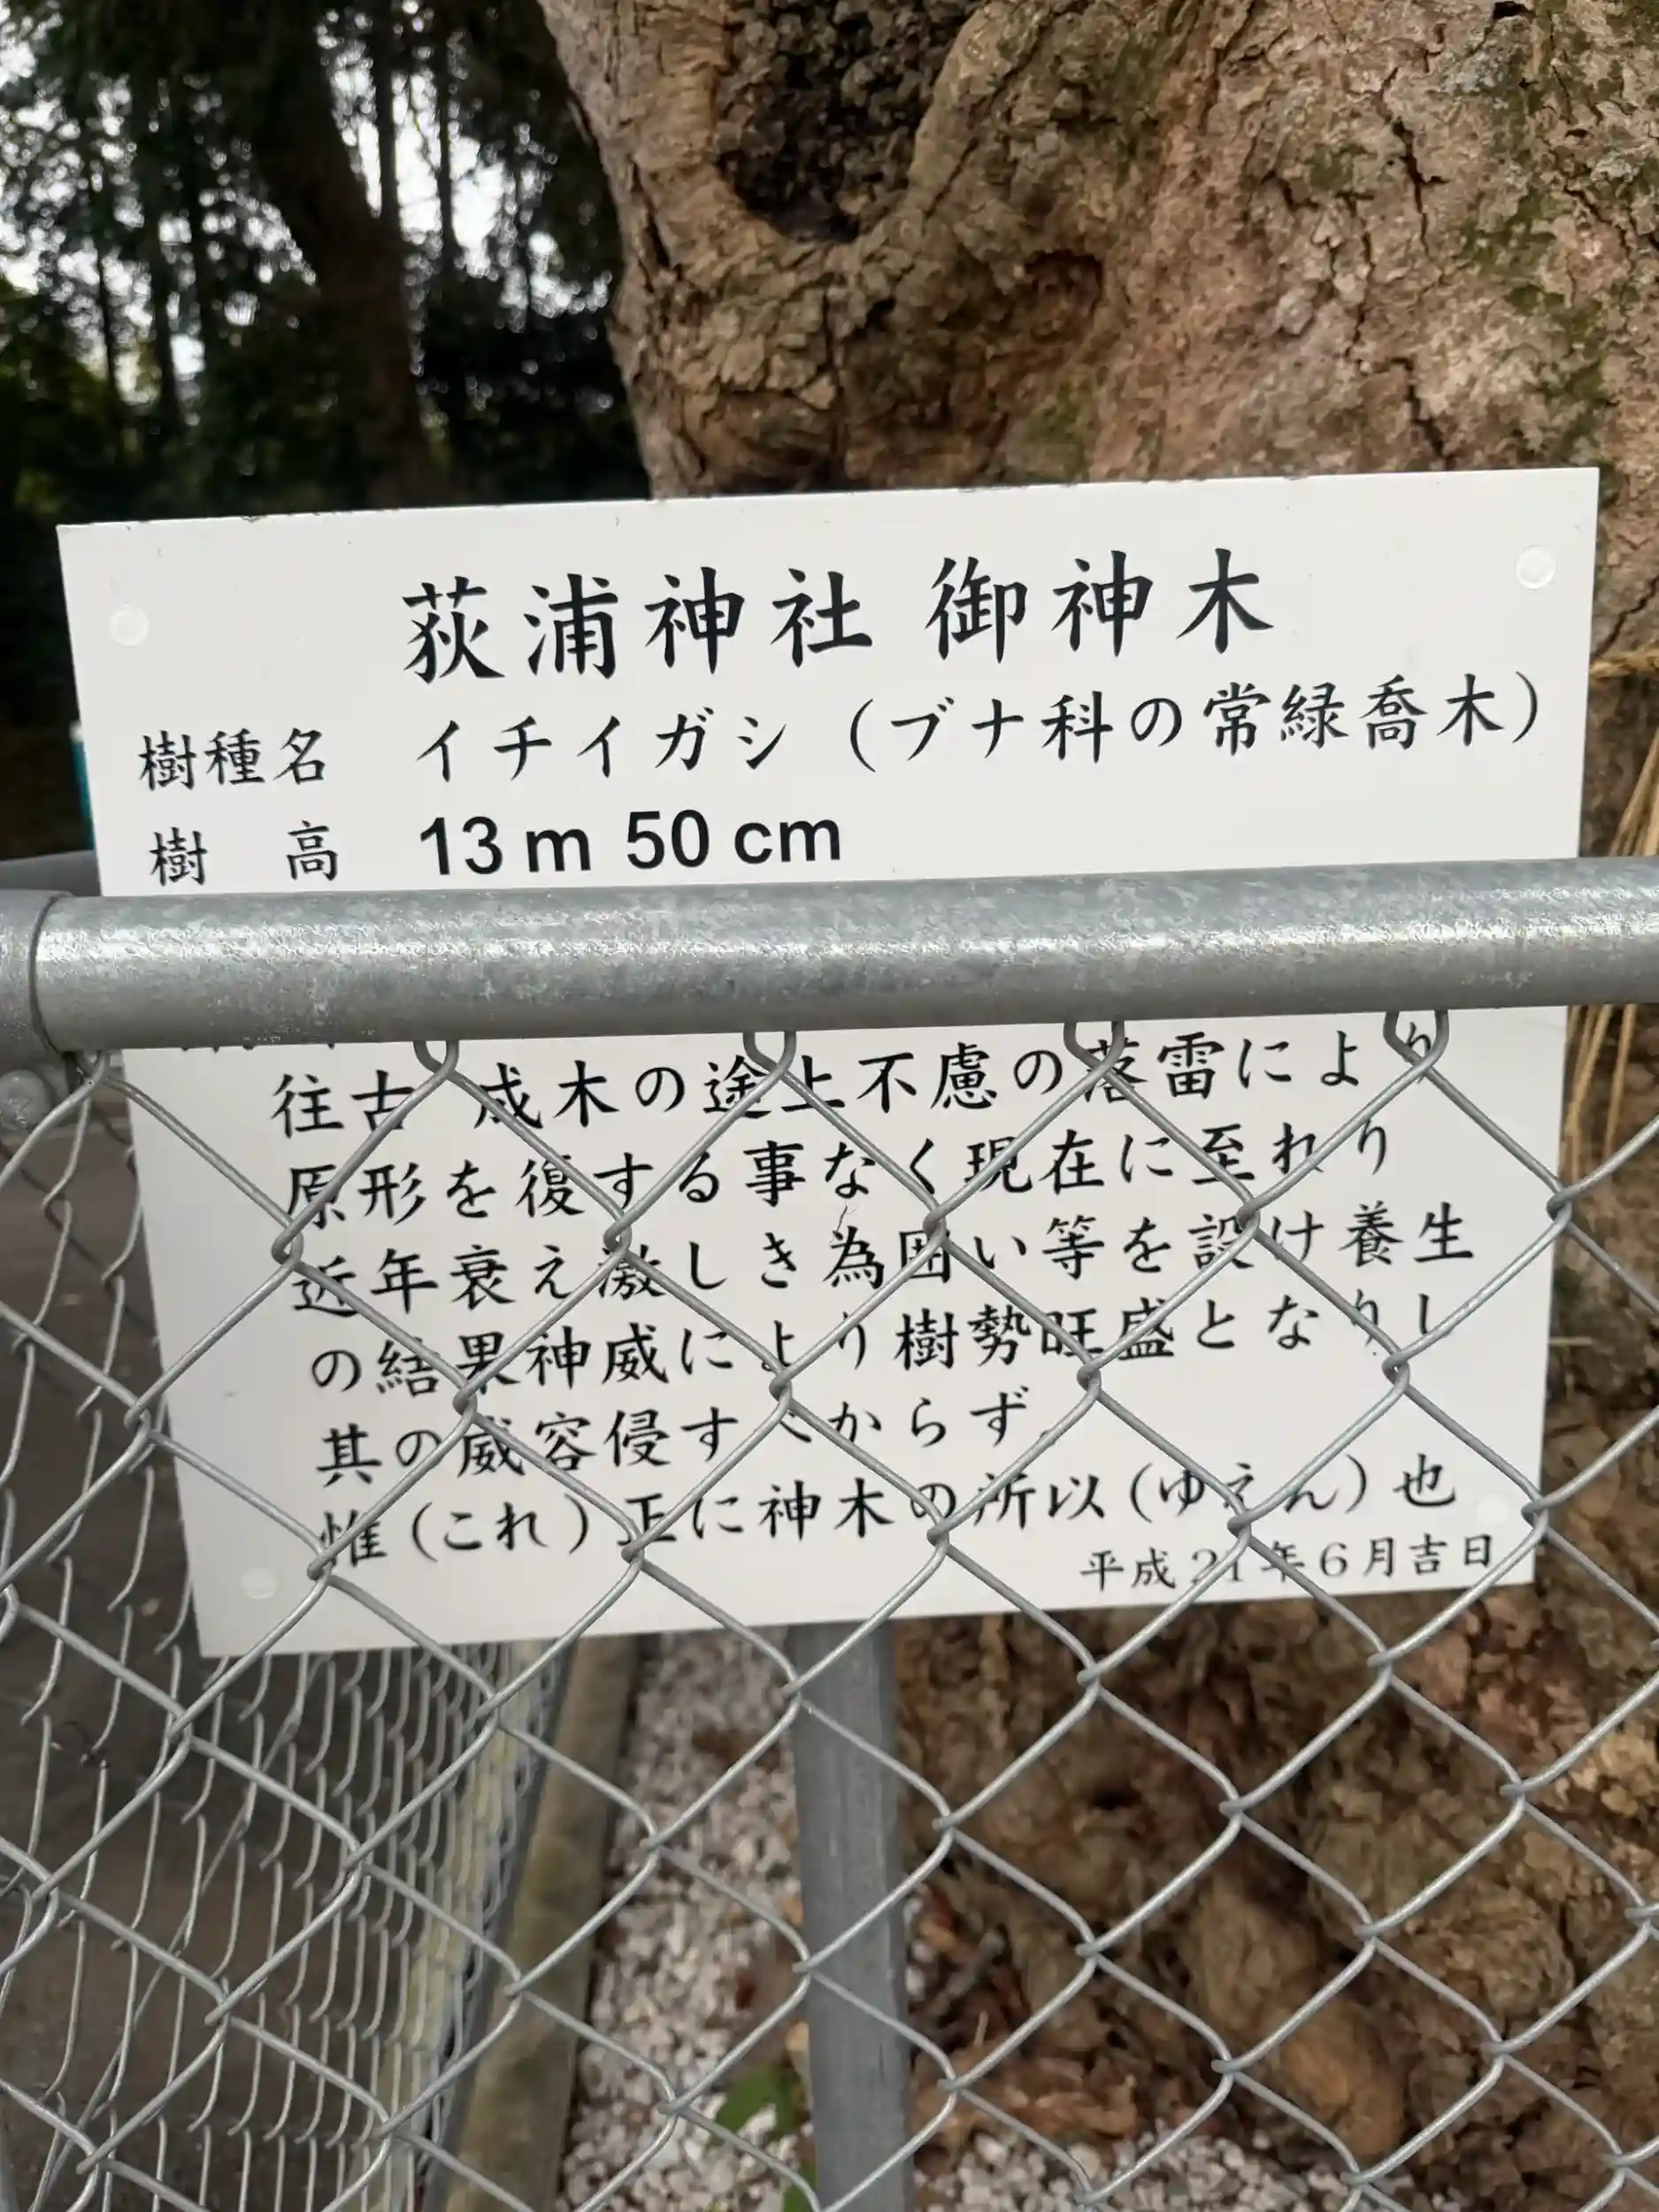 荻浦神社 御神木
樹種名 イチイガシ（ブナ科の常緑喬木）
樹 高 13m 50cm
往古 成木の途上不慮の落雷により
原形を復する事なく現在に至れり
近年衰え激しき為囲い等を設け養生
の結果神威により樹勢旺盛となりし
其の威容侵すべからず。
惟（これ）正に神木の所以（ゆえん）也
平成21年6月吉日